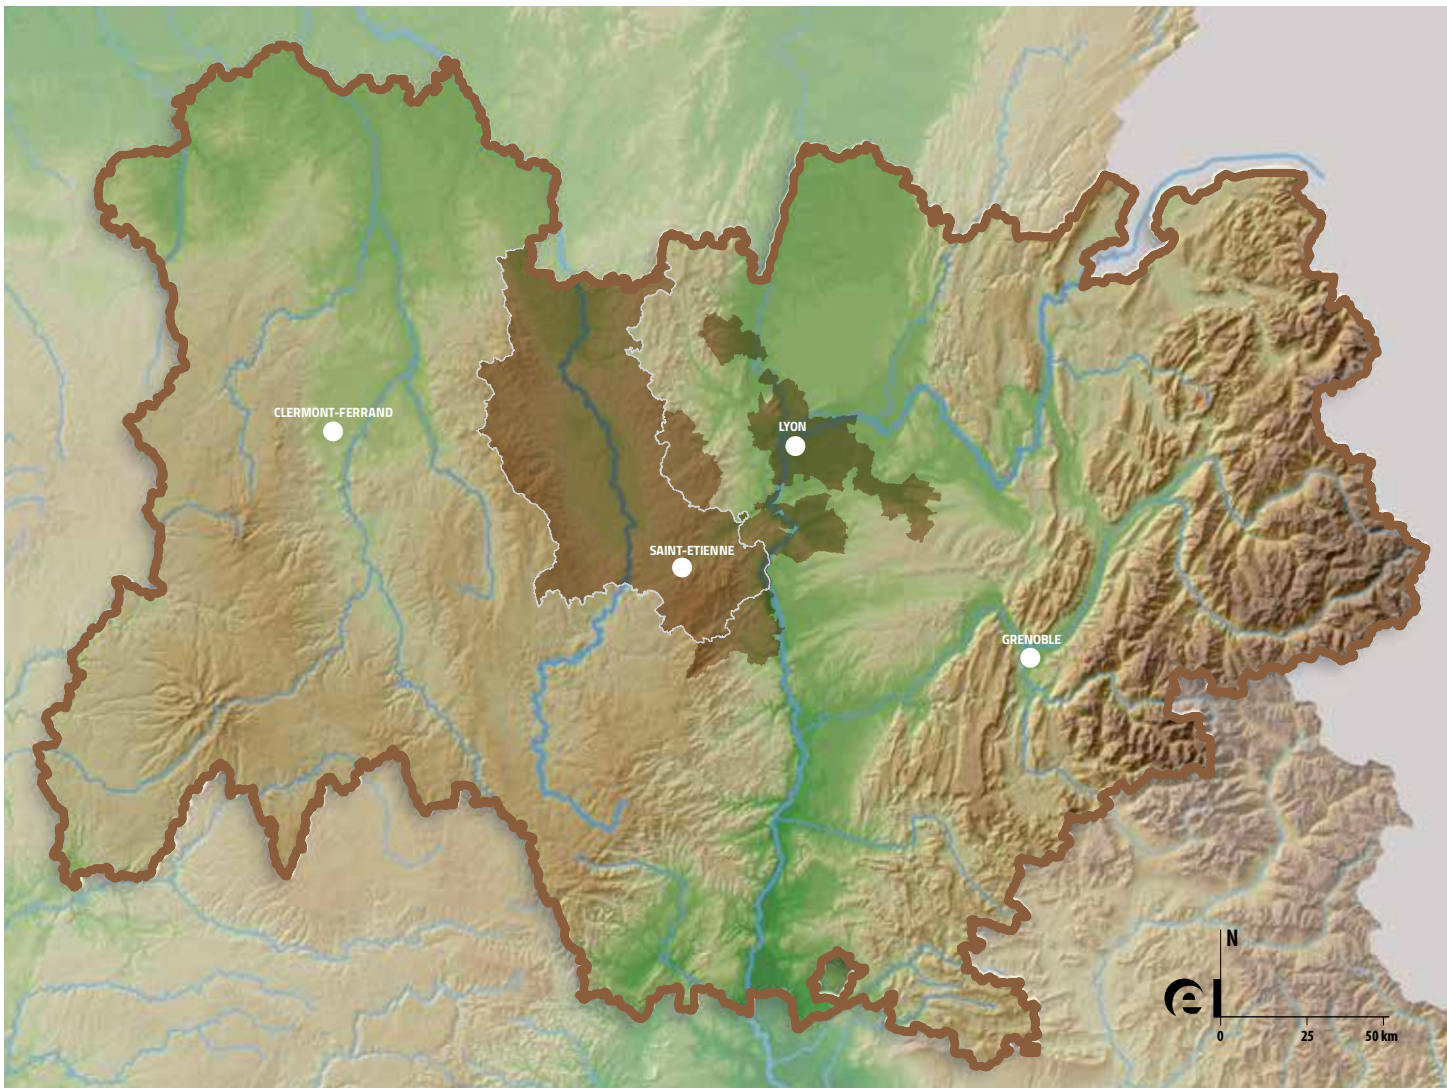 CLERMONT-FERRAND
LYON
SAINT-ETIENNE
GRENOBLE
N
0 25 50 km